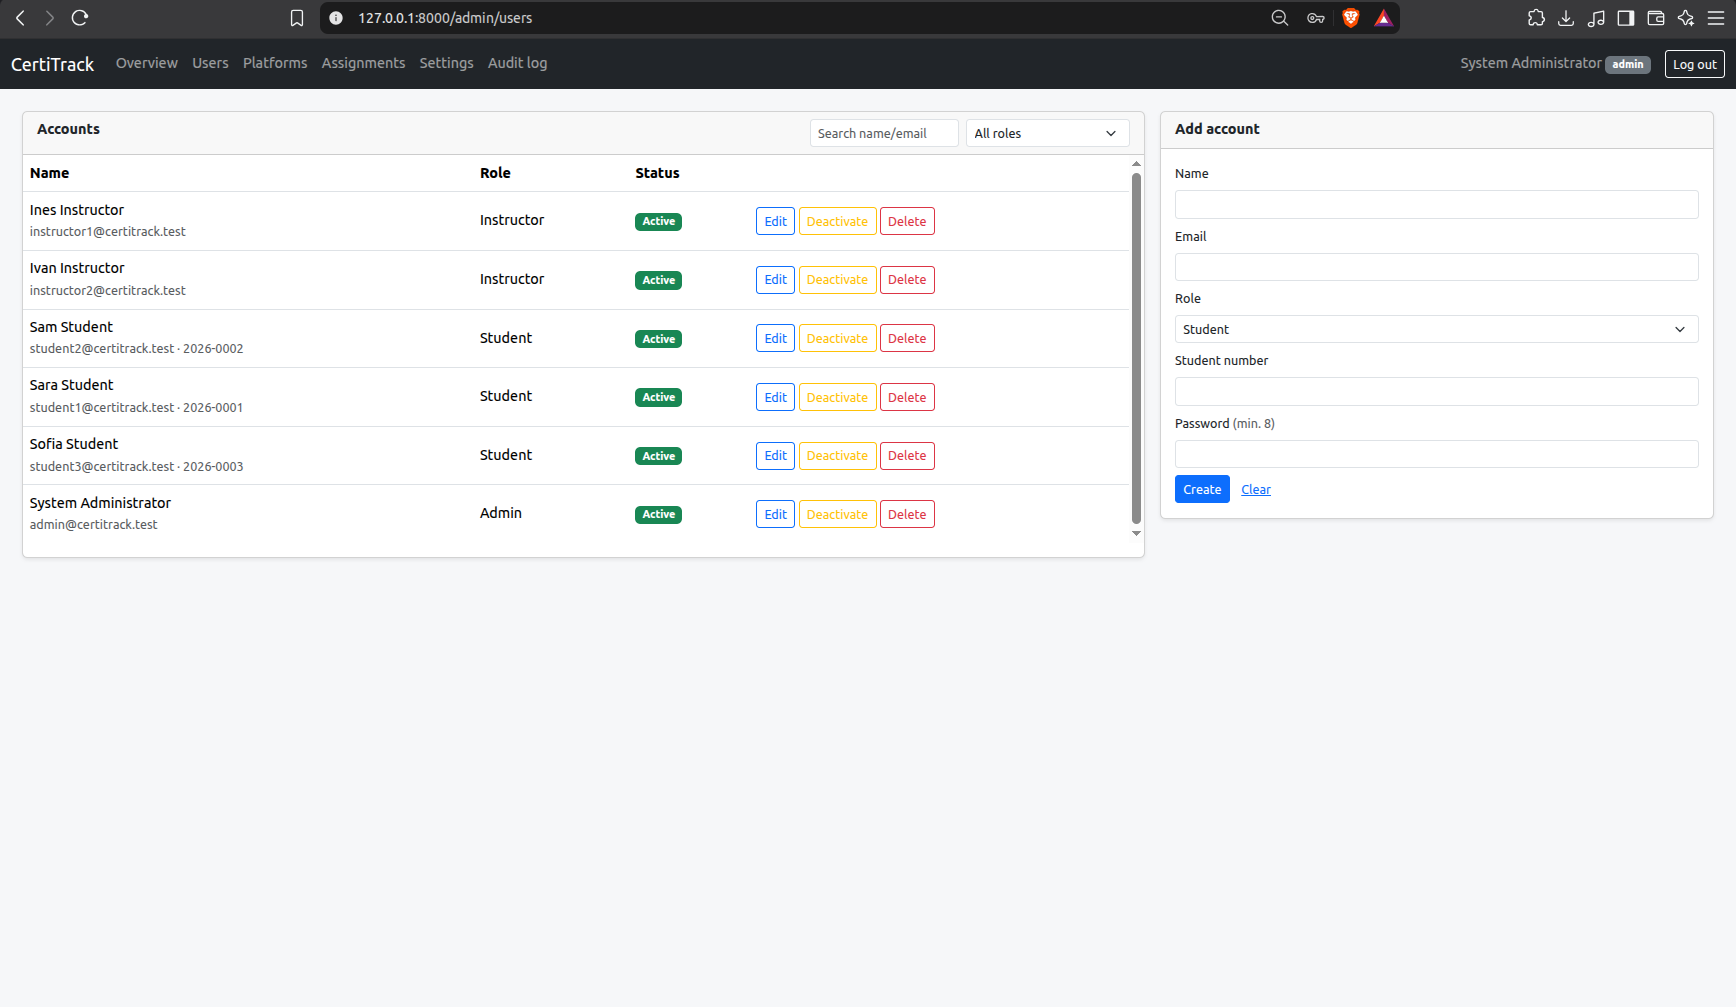 127.0.0.1:8000/admin/users
CertiTrack Overview Users Platforms Assignments Settings Audit log System Administrator admin Log out
Accounts Search name/email All roles
Name Role Status
Ines Instructor
instructor1@certitrack.test Instructor Active Edit Deactivate Delete
Ivan Instructor
instructor2@certitrack.test Instructor Active Edit Deactivate Delete
Sam Student
student2@certitrack.test · 2026-0002 Student Active Edit Deactivate Delete
Sara Student
student1@certitrack.test · 2026-0001 Student Active Edit Deactivate Delete
Sofia Student
student3@certitrack.test · 2026-0003 Student Active Edit Deactivate Delete
System Administrator
admin@certitrack.test Admin Active Edit Deactivate Delete
Add account
Name
Email
Role
Student
Student number
Password (min. 8)
Create Clear